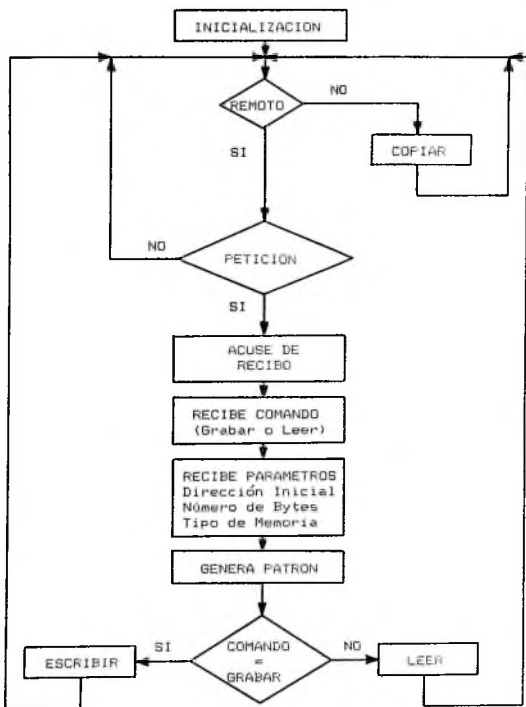 INICIALIZACION
REMOTO
NO
COPIAR
SI
NO
PETICION
SI
ACUSE DE
RECIBO
RECIBE COMANDO
(Grabar o Leer)
RECIBE PARAMETROS
Dirección Inicial
Número de Bytes
Tipo de Memoria
GENERA PATRON
SI
COMANDO
=
GRABAR
NO
ESCRIBIR
LEER